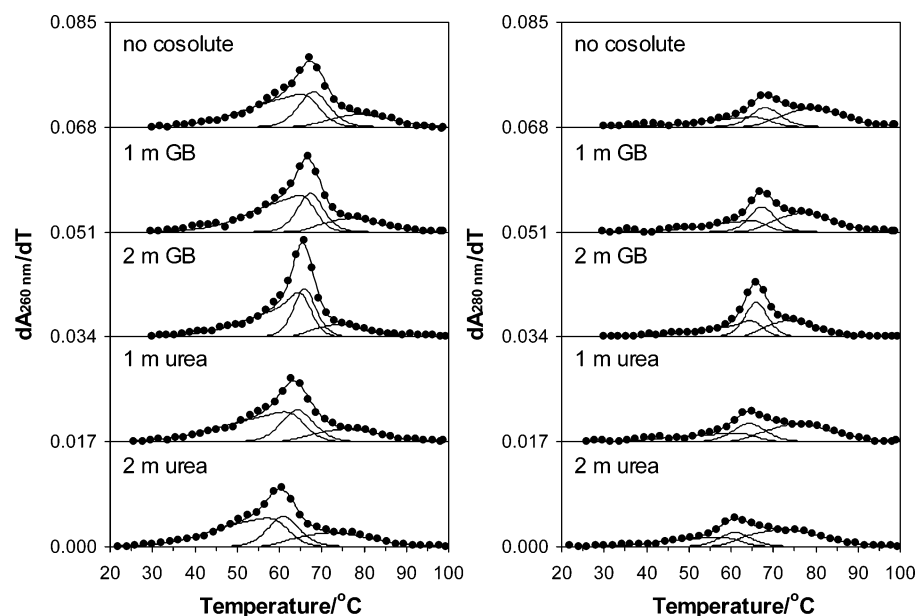 0.085
no cosolute
0.068
1 m GB
0.051
2 m GB
0.034
1 m urea
0.017
2 m urea
0.000
20 30 40 50 60 70 80 90 100
Temperature/°C
dA260 nm/dT
0.085
no cosolute
0.068
1 m GB
0.051
2 m GB
0.034
1 m urea
0.017
2 m urea
0.000
20 30 40 50 60 70 80 90 100
Temperature/°C
dA280 nm/dT